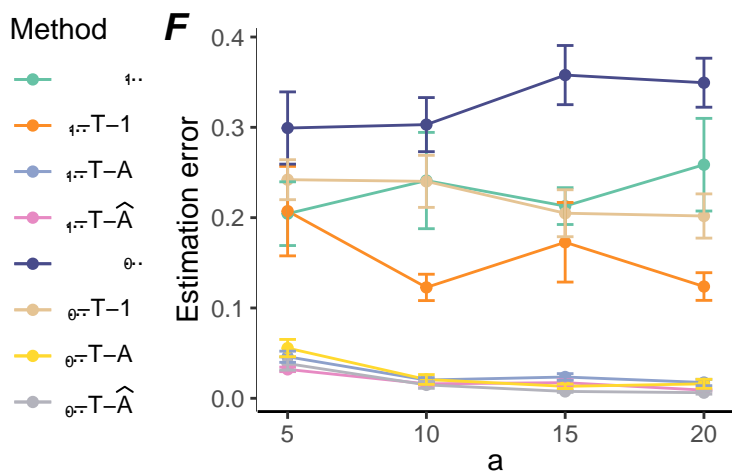 Method
T−1
T−A
T−Â
T−1
T−A
T−Â
F
Estimation error
0.4
0.3
0.2
0.1
0.0
5 10 15 20
a